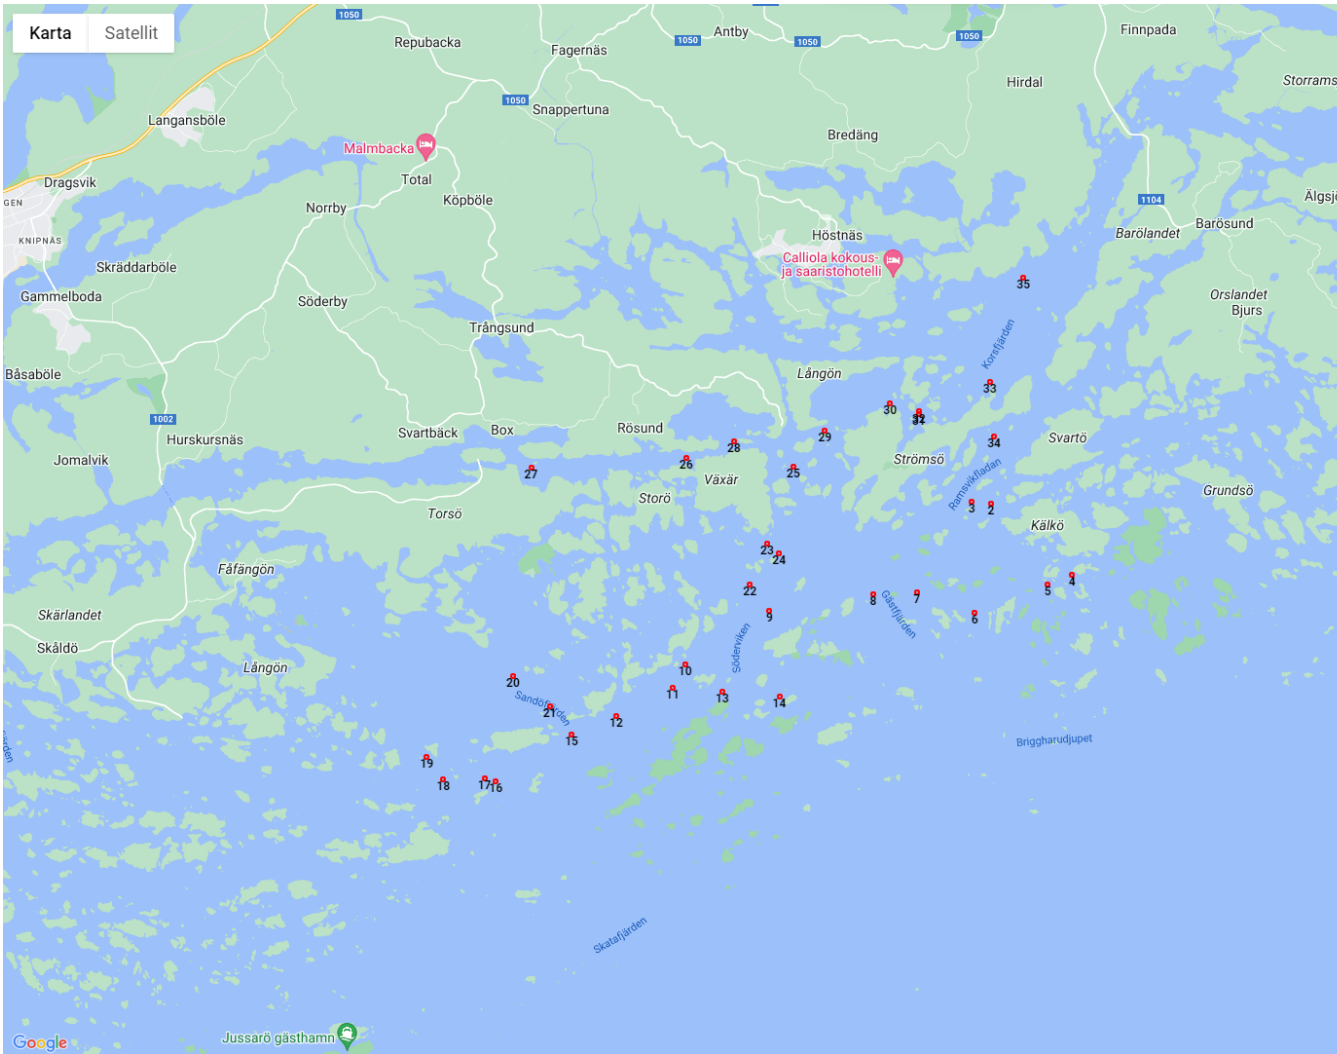 Karta
Satellit
1050
Repubacka
Fagernäs
1050
Antby
1050
1050
Finnpada
Hirdal
Storrams
Langansböle
1050
Snappertuna
Bredäng
Malmbacka
Total
Dragsvik
GEN
KNIPNÄS
Norrby
Köpböle
1104
Älgsjö
Barösund
Barölandet
Höstnäs
Calliola kokous-
ja saaristohotelli
Skräddarböle
Gammelboda
Söderby
Trångsund
35
Orslandet
Bjurs
Korsfjärden
Båsaböle
Långön
33
30
32
31
1002
Hurskursnäs
Svartbäck
Box
Rösund
28
29
34
Svartö
Jomalvik
27
26
25
Växär
Strömsö
Ramsvikfladan
Storö
Grundsö
Torsö
3
2
Kälkö
23
24
Fåfängön
22
8
7
5
4
Skärlandet
9
Gästfjärden
6
Skåldö
Söderviken
Långön
10
20
11
13
14
Sandöfjärden
21
12
15
Briggharudjupet
19
18
17
16
Skatafjärden
Jussarö gästhamn
Google